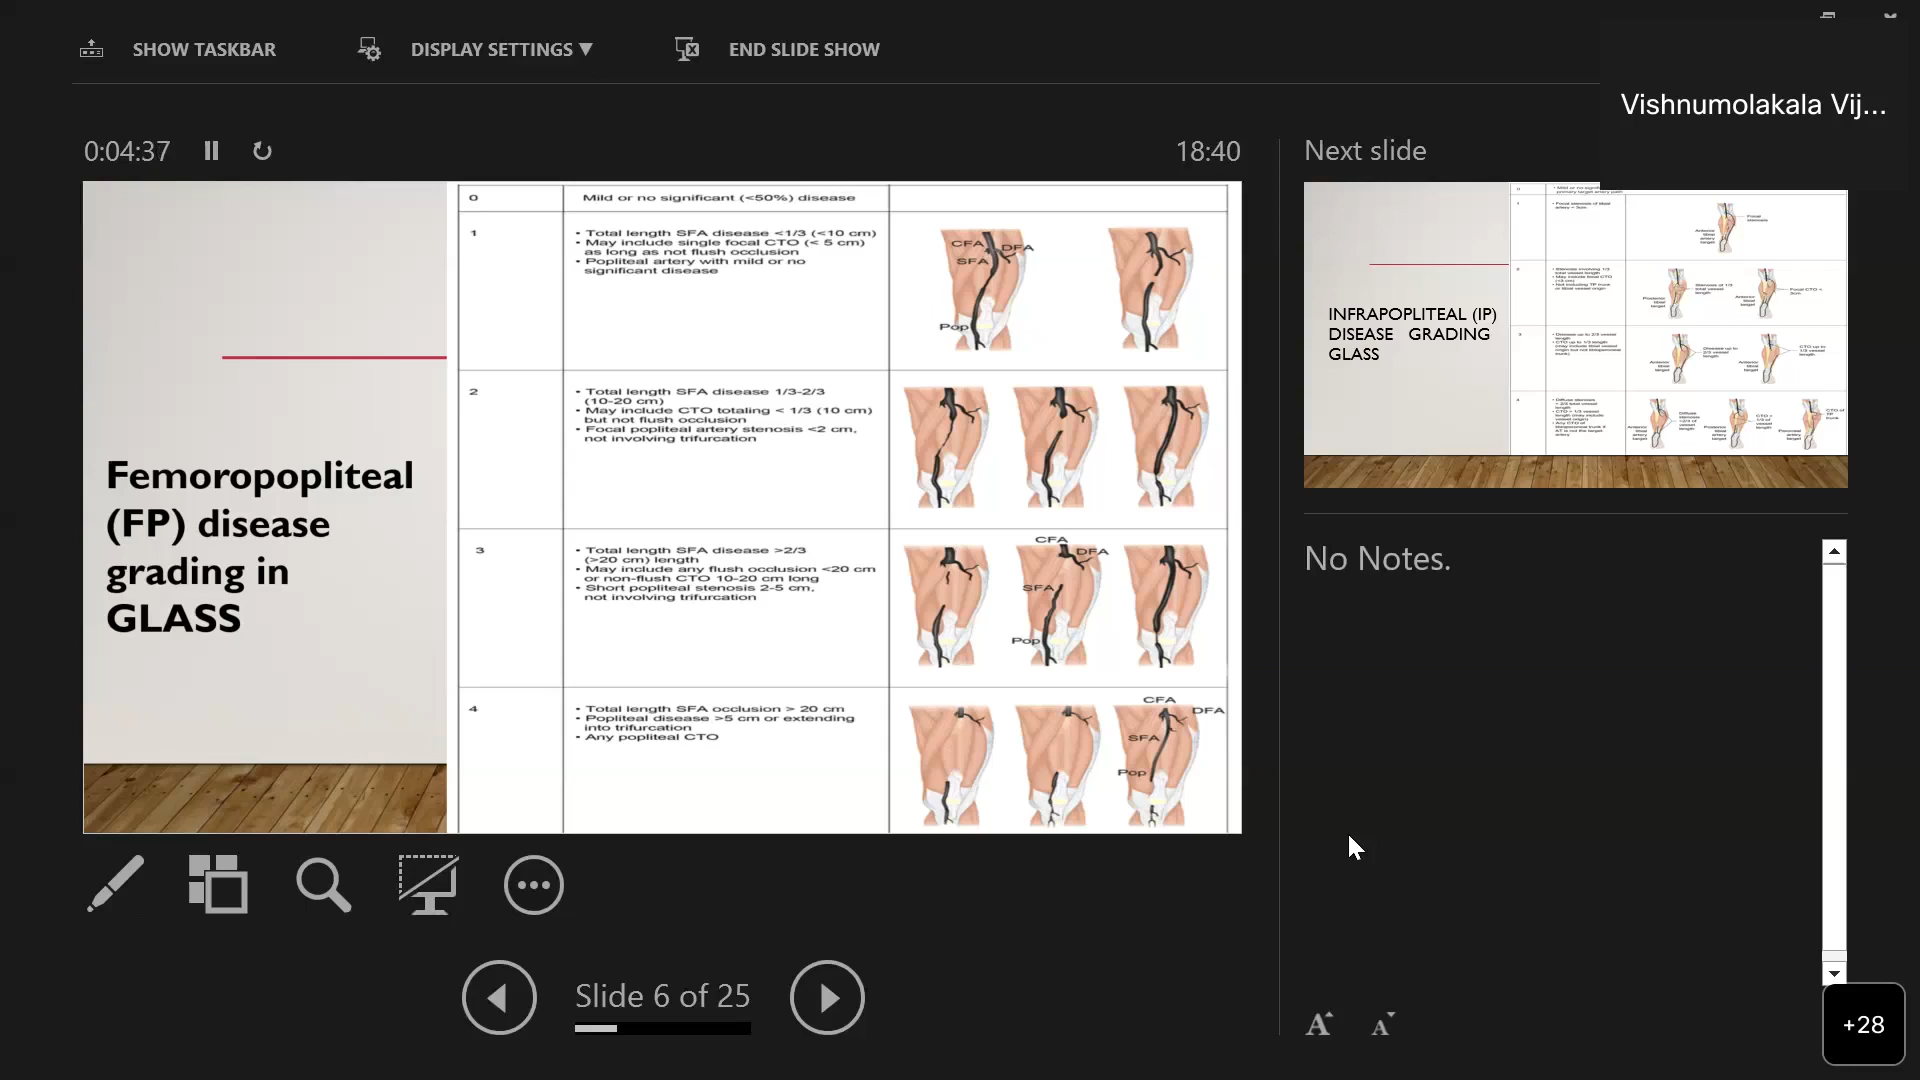 SHOW TASKBAR
DISPLAY SETTINGS ▼
END SLIDE SHOW
Vishnumolakala Vij...
0:04:37
18:40
Next slide
Femoropopliteal
(FP) disease
grading in
GLASS
0
Mild or no significant (<50%) disease
1
• Total length SFA disease <1/3 (<10 cm)
• May include single focal CTO (< 5 cm)
as long as not flush occlusion
• Popliteal artery with mild or no
significant disease
CFA
DFA
SFA
Pop
2
• Total length SFA disease 1/3-2/3
(10-20 cm)
• May include CTO totaling < 1/3 (10 cm)
but not flush occlusion
• Focal popliteal artery stenosis <2 cm,
not involving trifurcation
3
• Total length SFA disease >2/3
(>20 cm) length
• May include any flush occlusion <20 cm
or non-flush CTO 10-20 cm long
• Short popliteal stenosis 2-5 cm,
not involving trifurcation
CFA
DFA
SFA
Pop
4
• Total length SFA occlusion > 20 cm
• Popliteal disease >5 cm or extending
into trifurcation
• Any popliteal CTO
CFA
DFA
SFA
Pop
INFRAPOPLITEAL (IP)
DISEASE GRADING
GLASS
No Notes.
Slide 6 of 25
+28